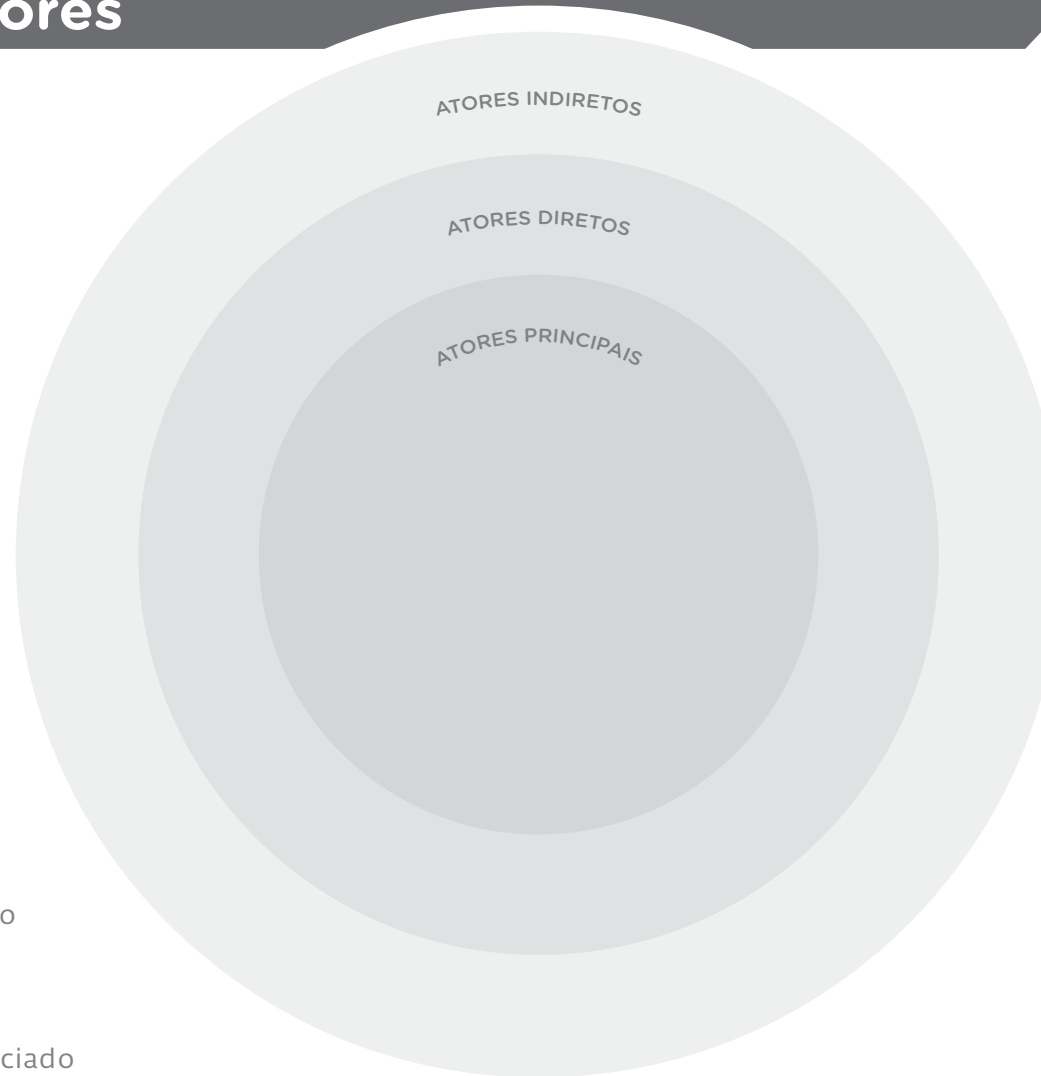 ores
ATORES INDIRETOS
ATORES DIRETOS
ATORES PRINCIPAIS
o
ciado